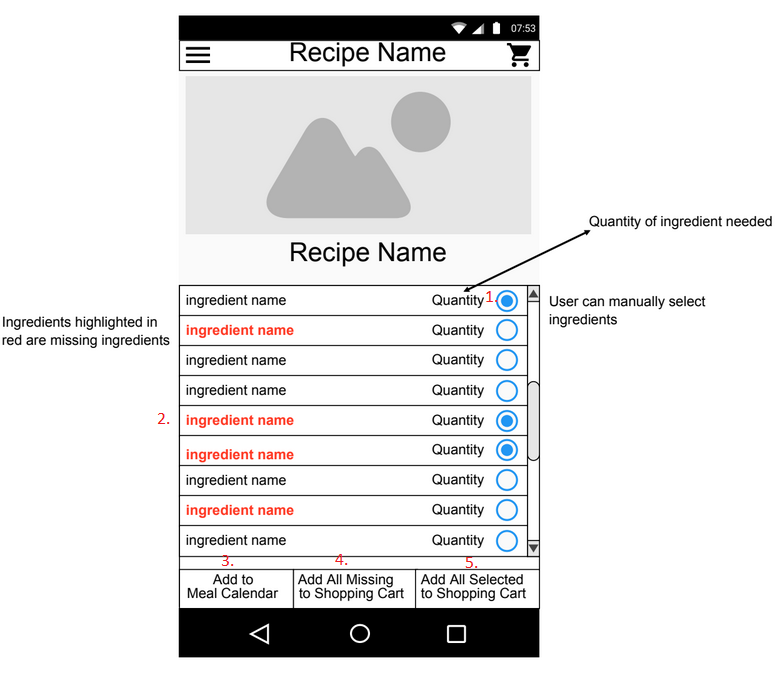 07:53
Recipe Name
Recipe Name
Quantity of ingredient needed
ingredient name Quantity 1.
User can manually select
ingredients
Ingredients highlighted in
red are missing ingredients
ingredient name Quantity
ingredient name Quantity
ingredient name Quantity
2. ingredient name Quantity
ingredient name Quantity
ingredient name Quantity
ingredient name Quantity
ingredient name Quantity
3. 4. 5.
Add to
Meal Calendar
Add All Missing
to Shopping Cart
Add All Selected
to Shopping Cart